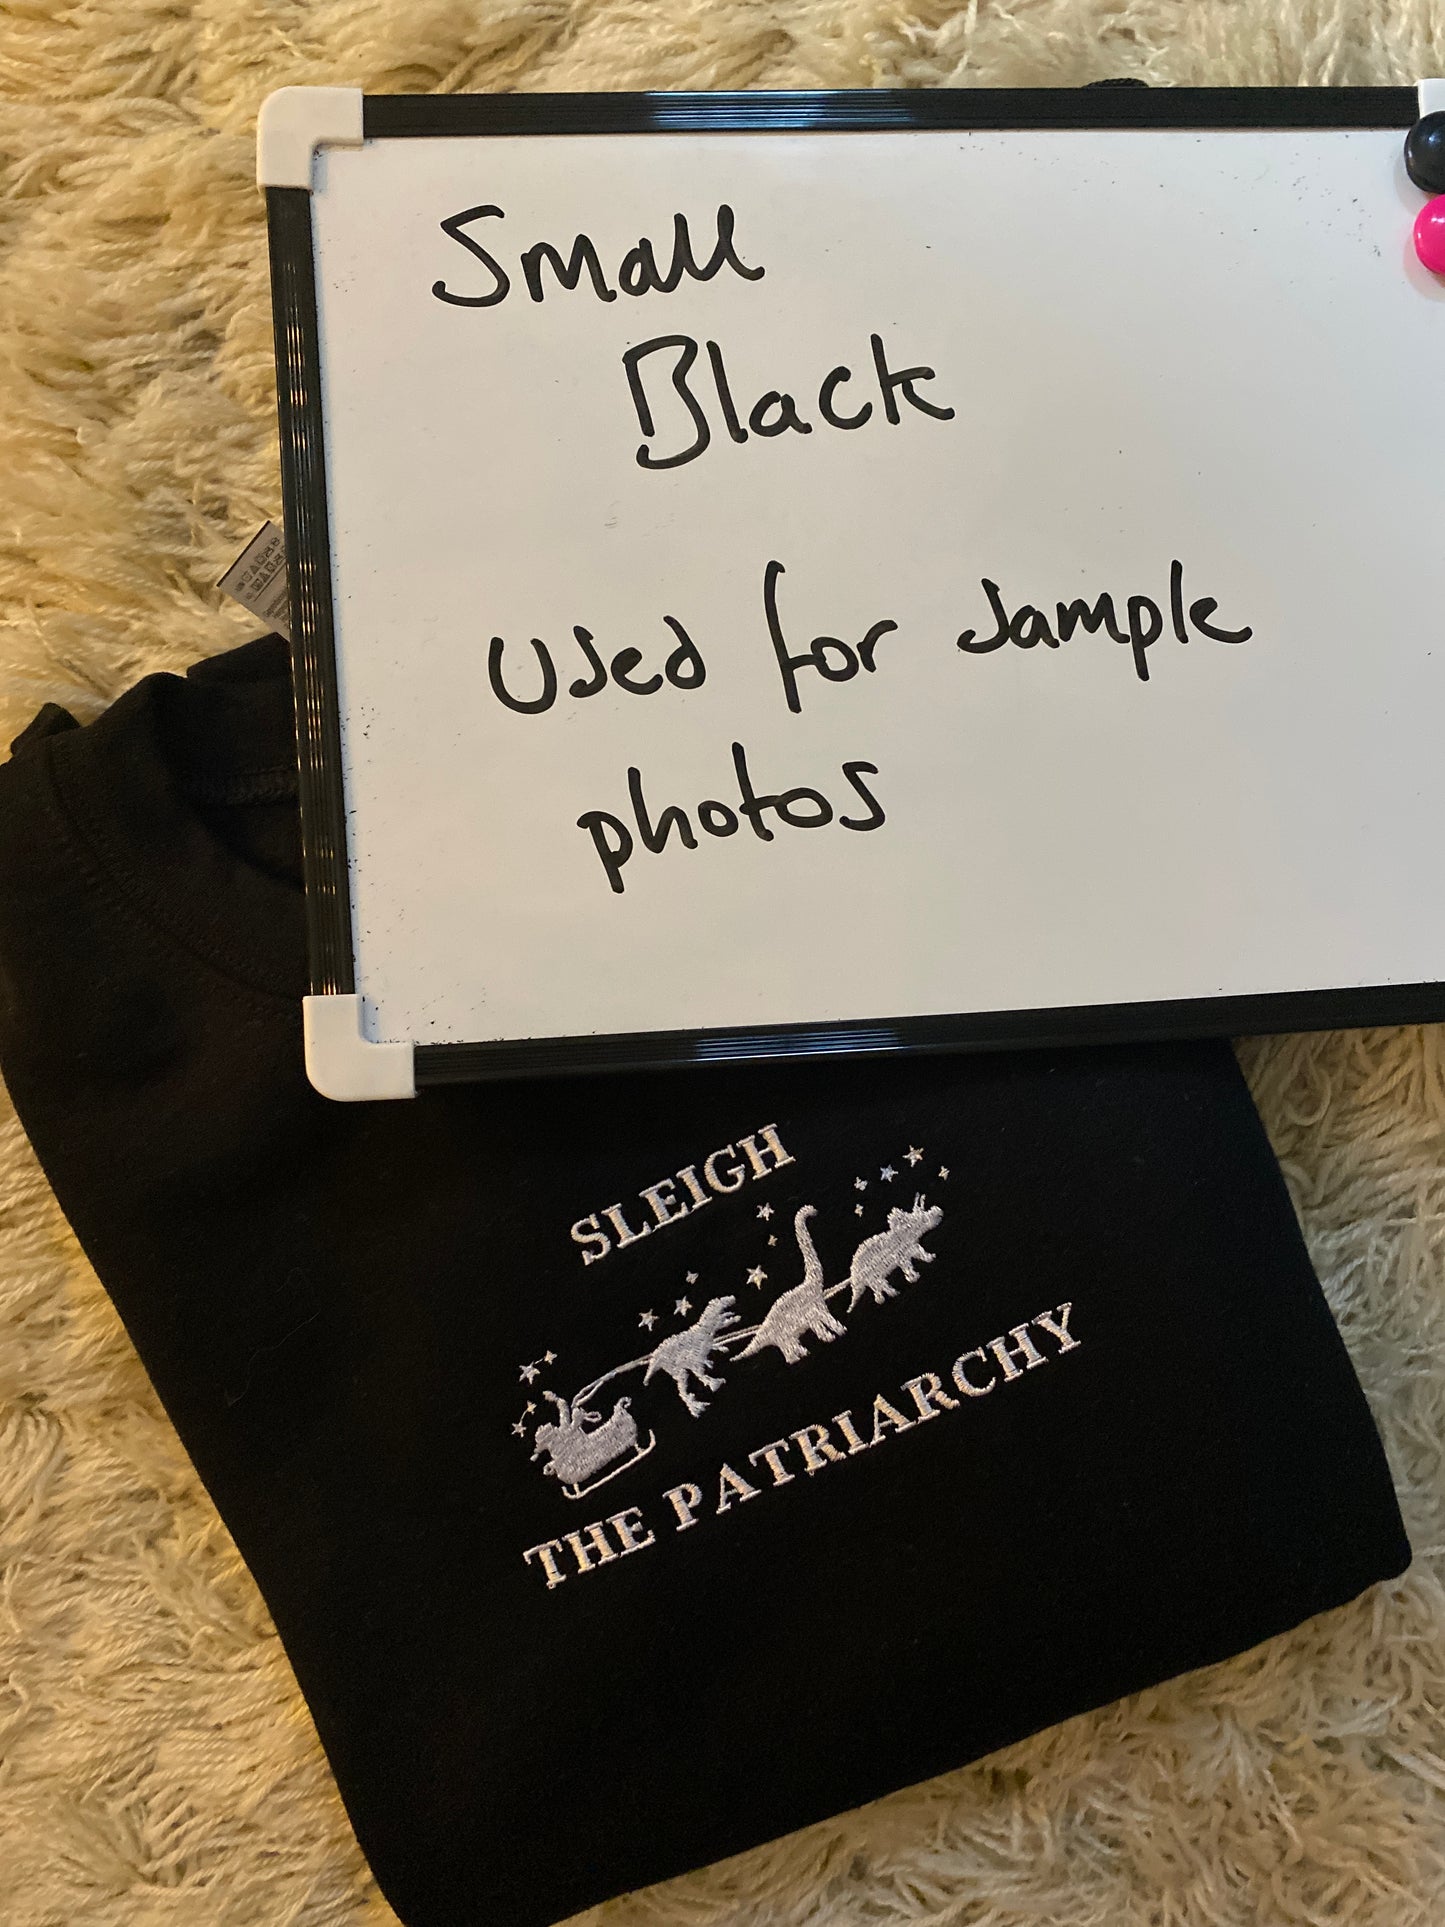 Small
Black
Used for sample
photos
SLEIGH
THE PATRIARCHY